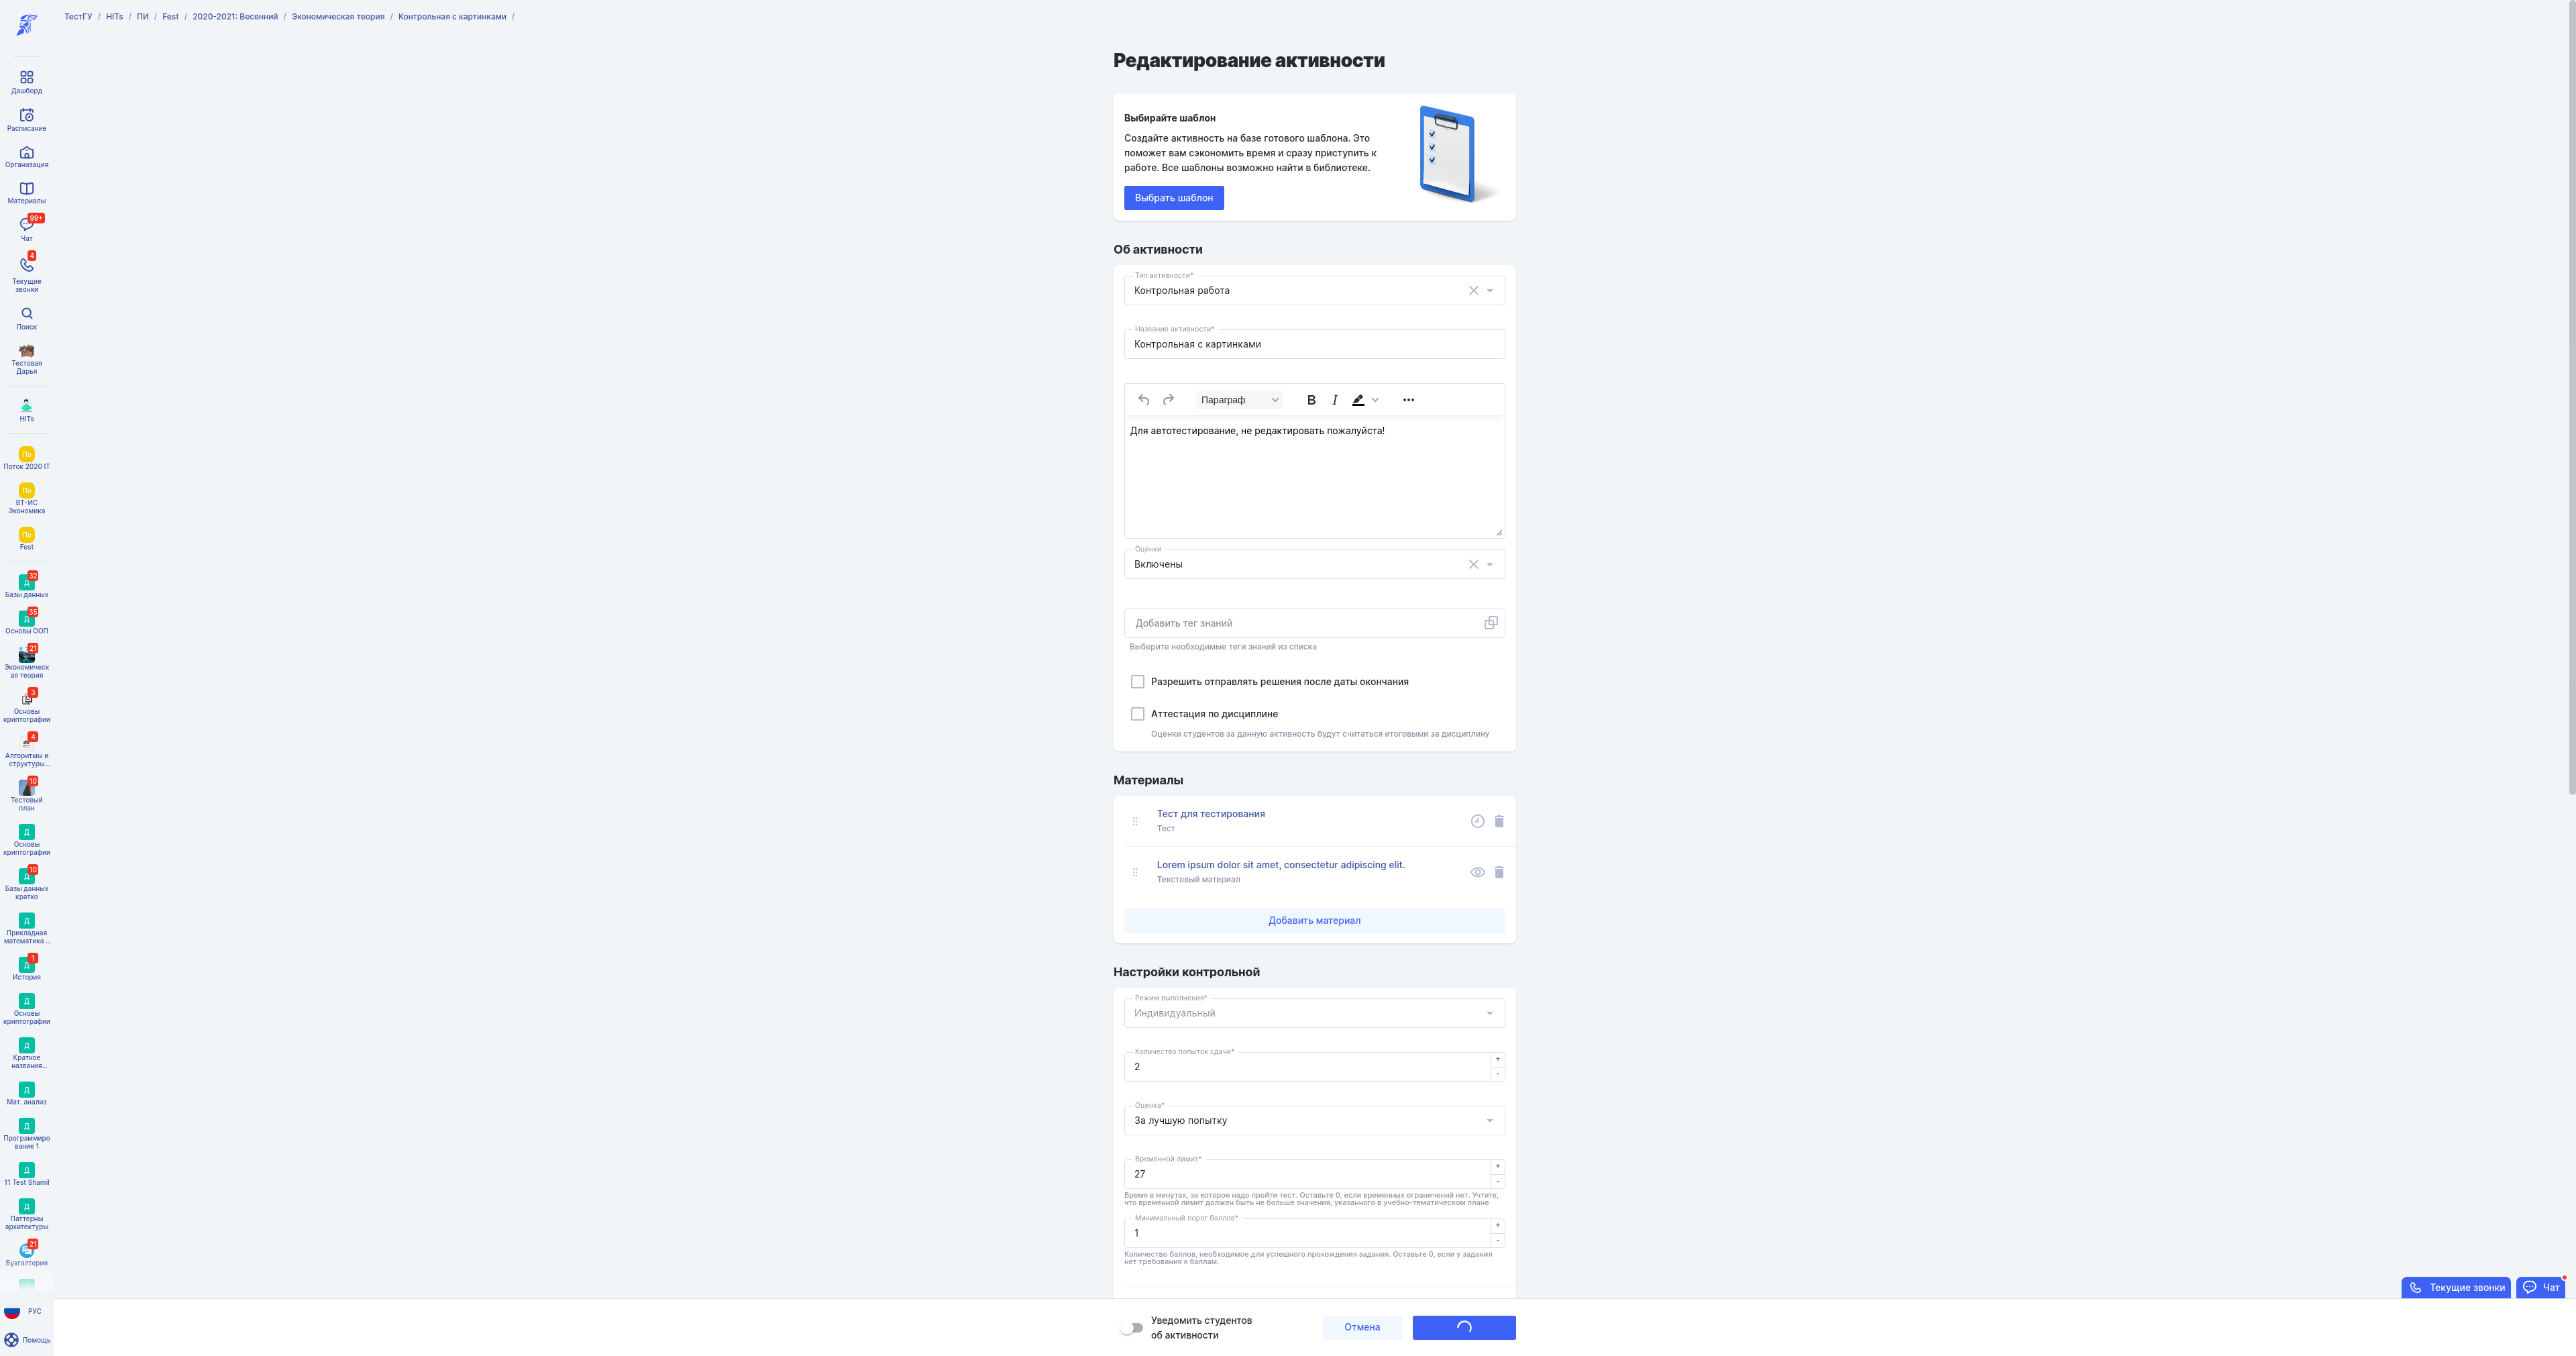 ТестГУ / HITs / ПИ / Fest / 2020-2021: Весенний / Экономическая теория / Контрольная с картинками /
Дашборд
Расписание
Организация
Материалы
99+
Чат
4
Текущие
звонки
Поиск
Тестовая
Дарья
HITs
По
Поток 2020 IT
По
ВТ-ИС
Экономика
По
Fest
32
Д
Базы данных
35
Д
Основы ООП
21
Экономическ
ая теория
3
Основы
криптографии
4
Алгоритмы и
структуры...
10
Тестовый
план
Д
Основы
криптографии
10
Д
Базы данных
кратко
Д
Прикладная
математика ...
1
Д
История
Д
Основы
криптографии
Д
Краткое
названия...
Д
Мат. анализ
Д
Программиро
вание 1
Д
11 Test Shamil
Д
Паттерны
архитектуры
21
Бухгалтерия
РУС
Помощь
Редактирование активности
Выбирайте шаблон
Создайте активность на базе готового шаблона. Это
поможет вам сэкономить время и сразу приступить к
работе. Все шаблоны возможно найти в библиотеке.
Выбрать шаблон
Об активности
Тип активности*
Контрольная работа
Название активности*
Контрольная с картинками
Параграф
B I
Для автотестирование, не редактировать пожалуйста!
Оценки
Включены
Добавить тег знаний
Выберите необходимые теги знаний из списка
Разрешить отправлять решения после даты окончания
Аттестация по дисциплине
Оценки студентов за данную активность будут считаться итоговыми за дисциплину
Материалы
Тест для тестирования
Тест
Lorem ipsum dolor sit amet, consectetur adipiscing elit.
Текстовый материал
Добавить материал
Настройки контрольной
Режим выполнения*
Индивидуальный
Количество попыток сдачи*
2
+
-
Оценка*
За лучшую попытку
Временной лимит*
27
+
-
Время в минутах, за которое надо пройти тест. Оставьте 0, если временных ограничений нет. Учтите,
что временной лимит должен быть не больше значения, указанного в учебно-тематическом плане
Минимальный порог баллов*
1
+
-
Количество баллов, необходимое для успешного прохождения задания. Оставьте 0, если у задания
нет требования к баллам.
Уведомить студентов
об активности
Отмена
Текущие звонки
Чат